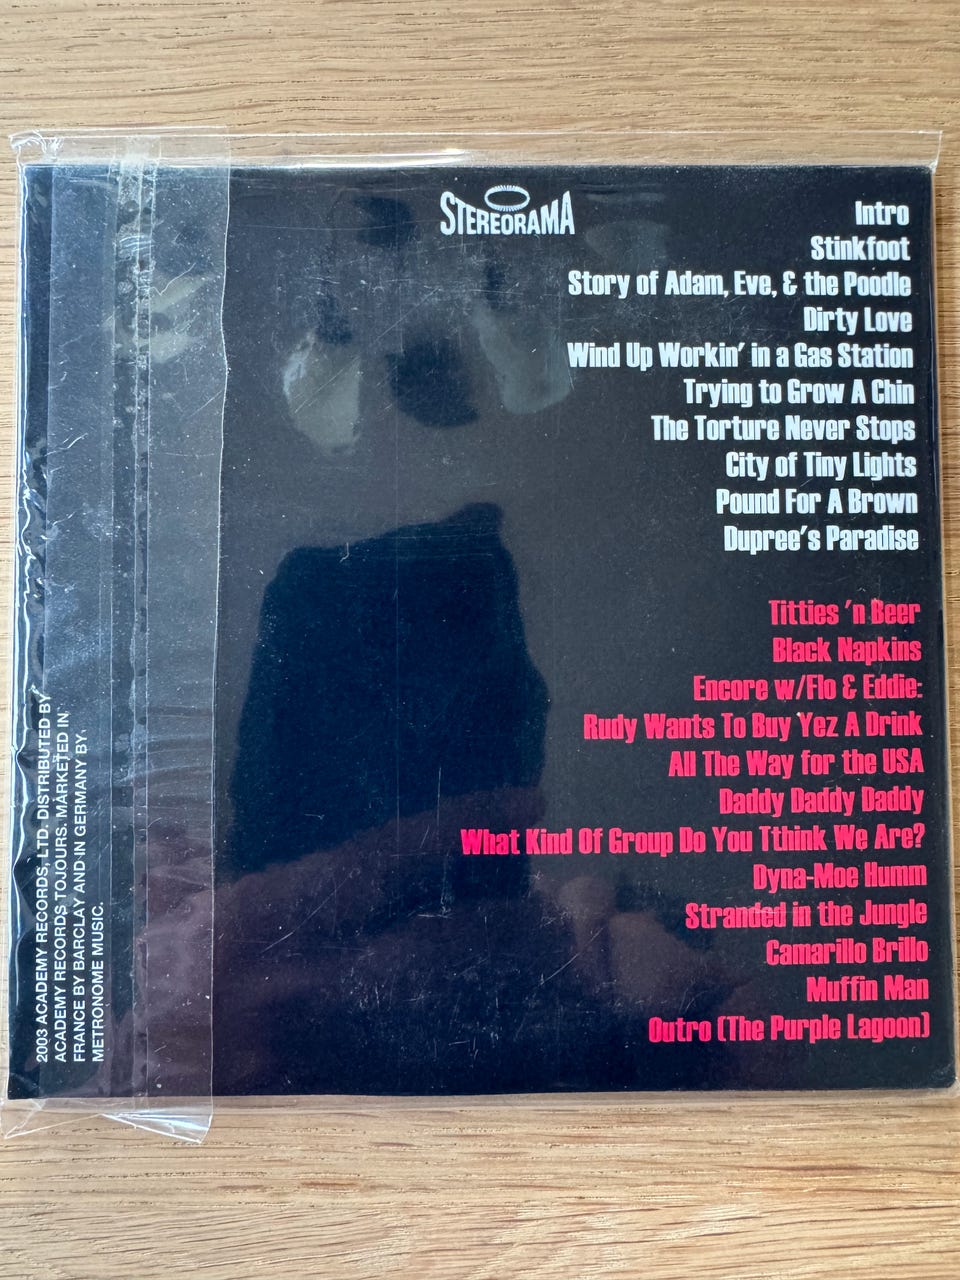 STEREORAMA
Intro
Stinkfoot
Story of Adam, Eve, & the Poodle
Dirty Love
Wind Up Workin' in a Gas Station
Trying to Grow A Chin
The Torture Never Stops
City of Tiny Lights
Pound For A Brown
Dupree's Paradise
Titties 'n Beer
Black Napkins
Encore w/Flo & Eddie:
Rudy Wants To Buy Yez A Drink
All The Way for the USA
Daddy Daddy Daddy
What Kind Of Group Do You Tthink We Are?
Dyna-Moe Humm
Stranded in the Jungle
Camarillo Brillo
Muffin Man
Outro (The Purple Lagoon)
2003 ACADEMY RECORDS, LTD. DISTRIBUTED BY
ACADEMY RECORDS TOJOURS. MARKETED IN
FRANCE BY BARCLAY AND IN GERMANY BY.
METRONOME MUSIC.